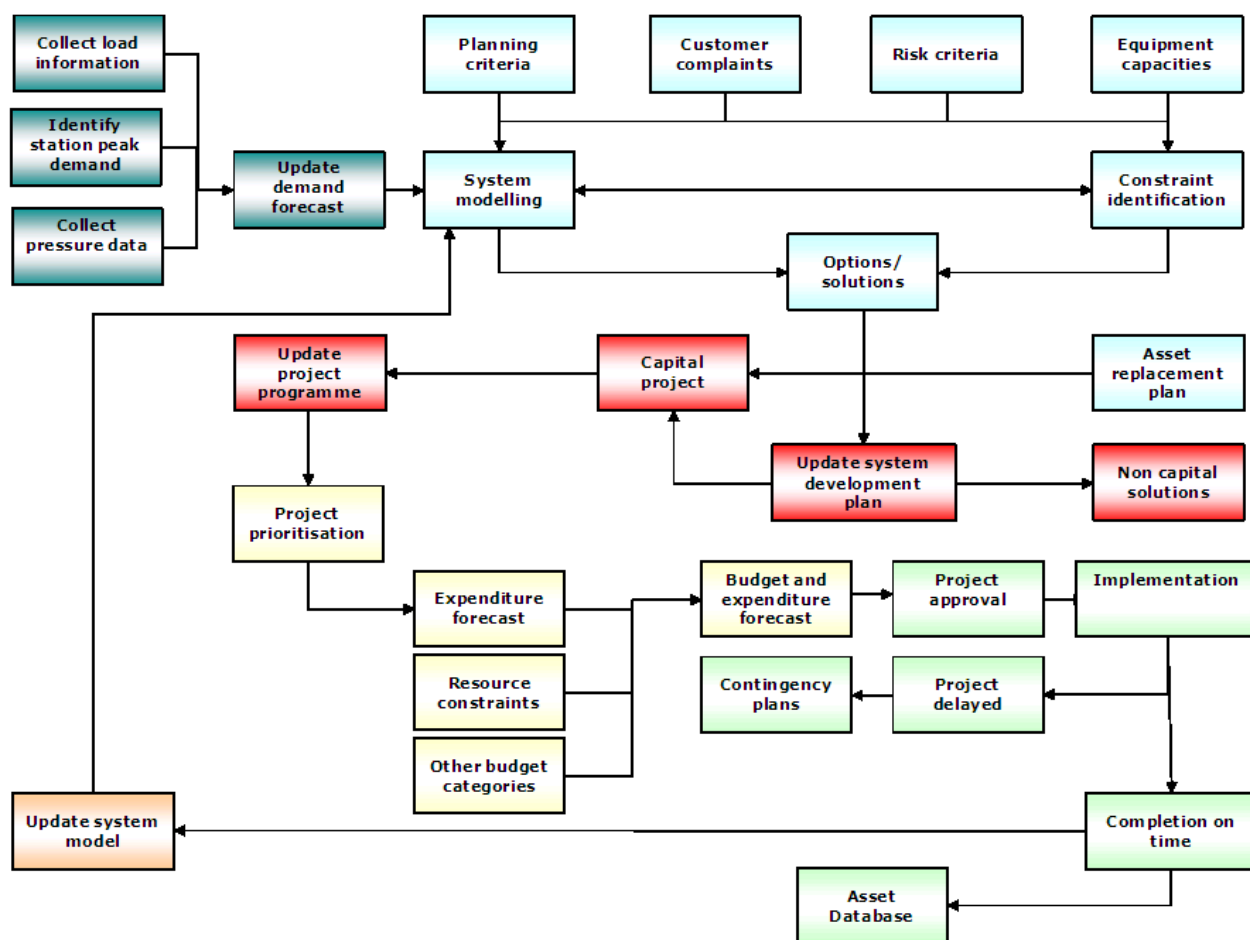 Collect load
information
Planning
criteria
Customer
complaints
Risk criteria
Equipment
capacities
Identify
station peak
demand
Update
demand
forecast
System
modelling
Constraint
identification
Collect
pressure data
Options/
solutions
Update
project
programme
Capital
project
Asset
replacement
plan
Update system
development
plan
Non capital
solutions
Project
prioritisation
Expenditure
forecast
Budget and
expenditure
forecast
Project
approval
Implementation
Resource
constraints
Contingency
plans
Project
delayed
Other budget
categories
Update system
model
Completion on
time
Asset
Database